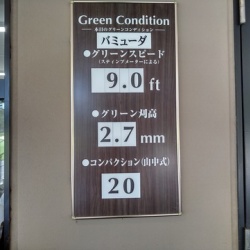 Green Condition
本日のグリーンコンディション
バミューダ
●グリーンスピード
(スティンプメーターによる)
9.0 ft
●グリーン刈高
2.7 mm
●コンパクション(山中式)
20